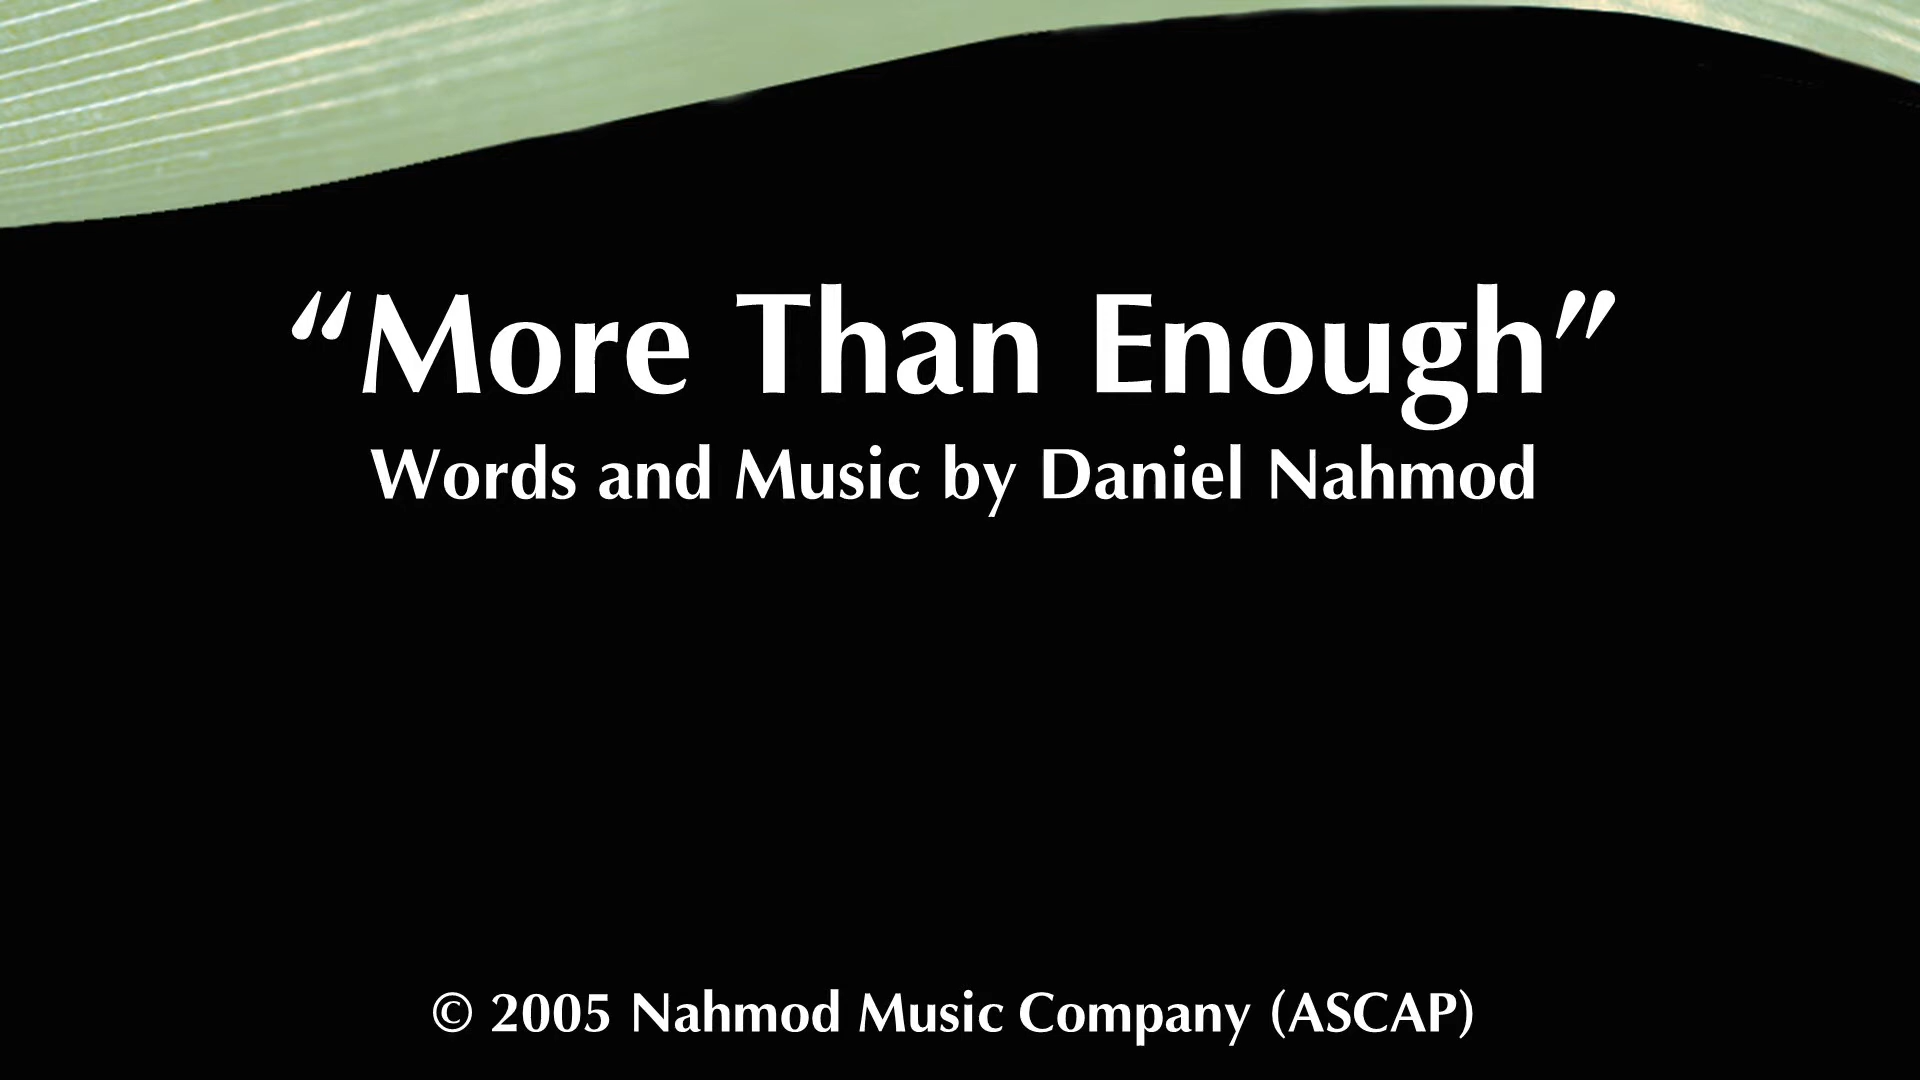 “More Than Enough”
Words and Music by Daniel Nahmod
© 2005 Nahmod Music Company (ASCAP)